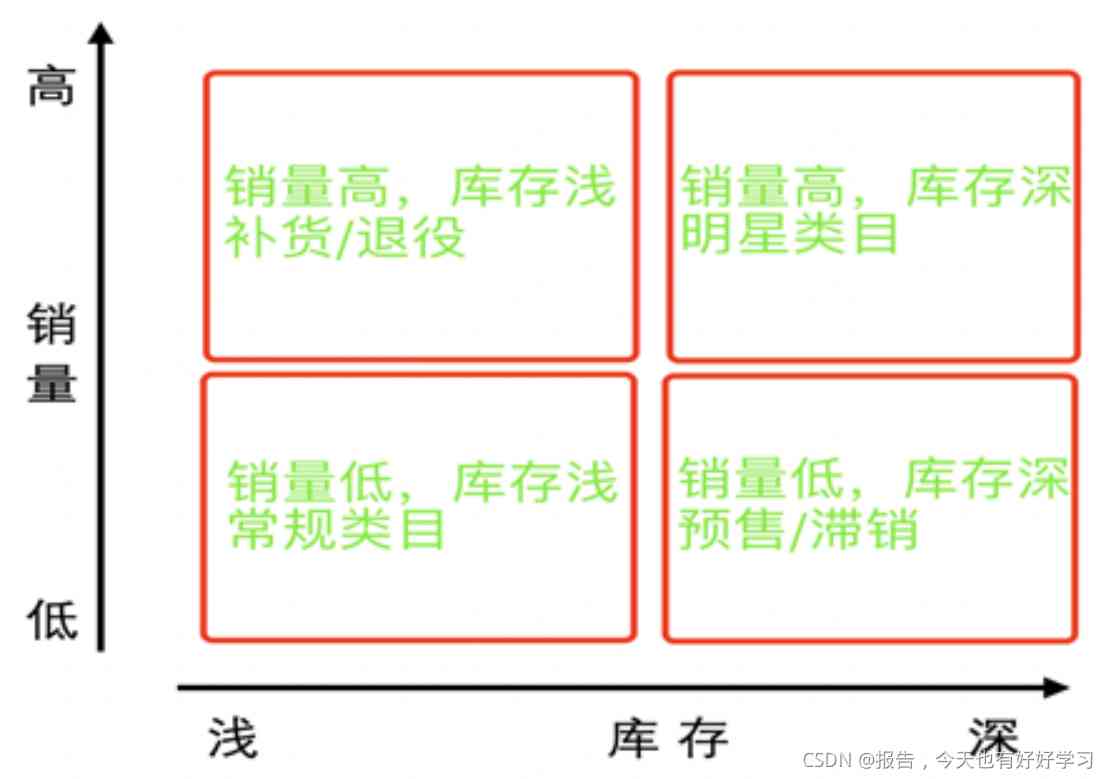 高
销量高，库存浅
补货/退役
销量高，库存深
明星类目
销
量
销量低，库存浅
常规类目
销量低，库存深
预售/滞销
低
浅
库存
深
CSDN @报告，今天也有好好学习